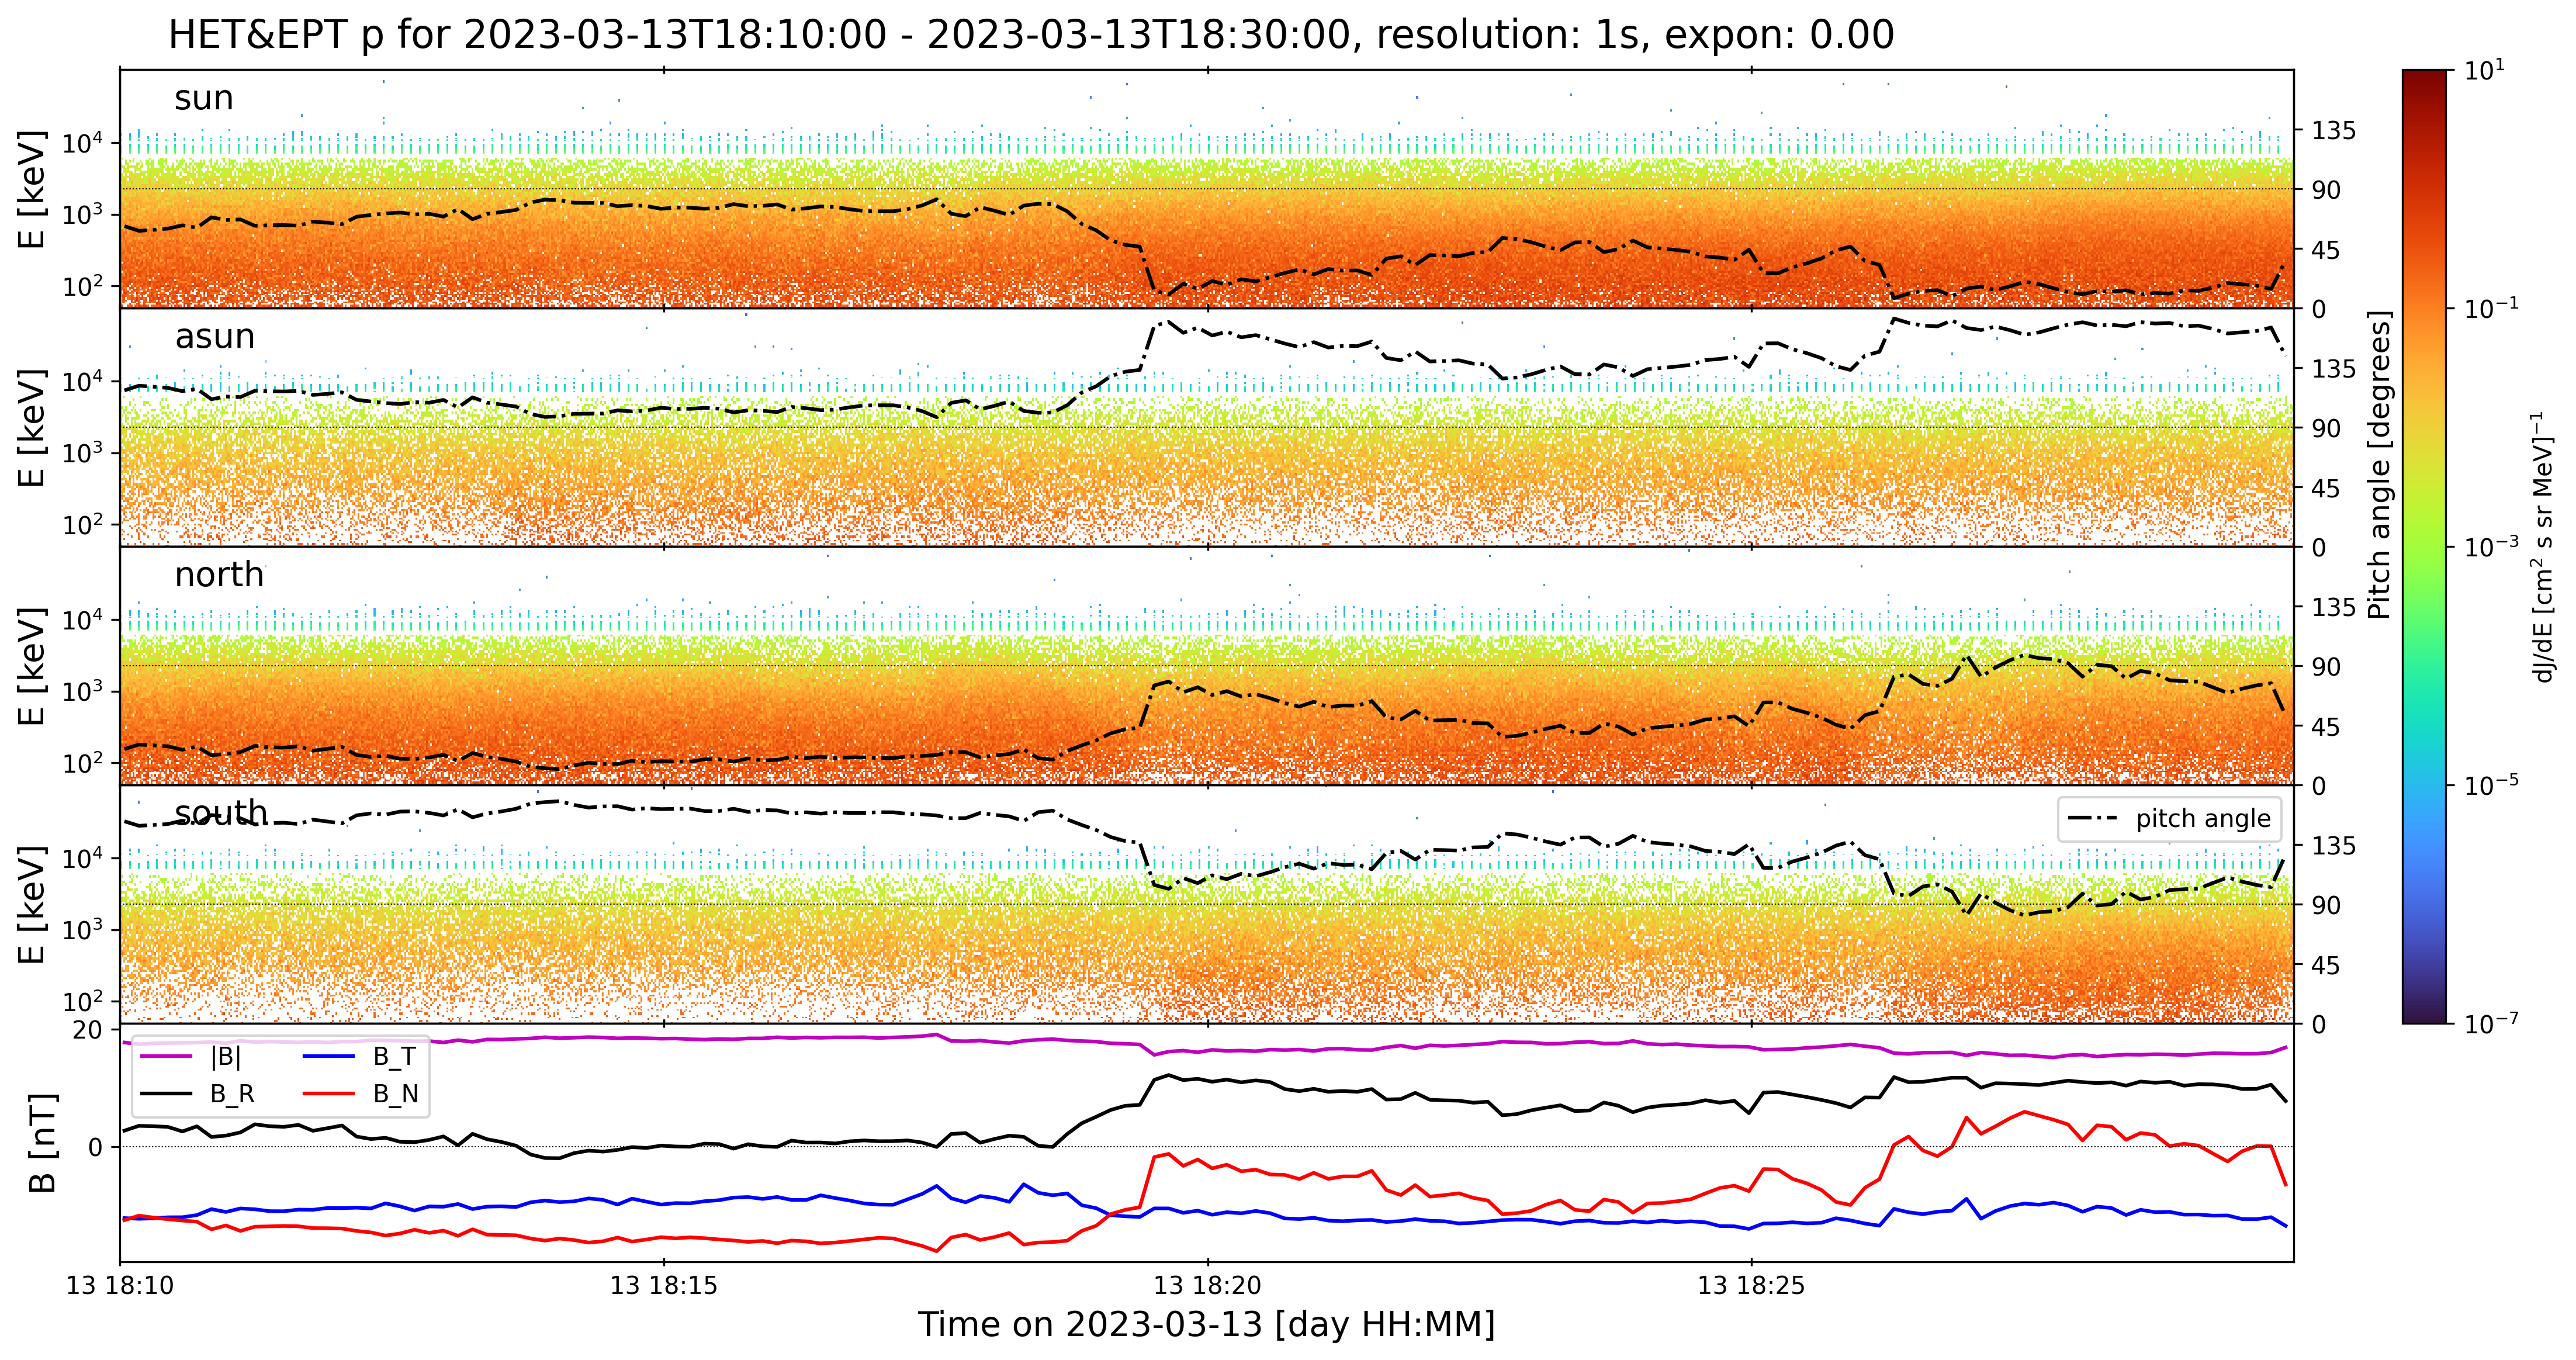 HET&EPT p for 2023-03-13T18:10:00 - 2023-03-13T18:30:00, resolution: 1s, expon: 0.00
sun
E [keV]
10⁴
10³
10²
135
90
45
0
asun
E [keV]
10⁴
10³
10²
135
90
45
0
north
E [keV]
10⁴
10³
10²
135
90
45
0
south
E [keV]
10⁴
10³
10²
135
90
45
0
pitch angle
Pitch angle [degrees]
10¹
10⁻¹
10⁻³
10⁻⁵
10⁻⁷
dJ/dE [cm² s sr MeV]⁻¹
B [nT]
20
0
|B|
B_R
B_T
B_N
13 18:10
13 18:15
13 18:20
13 18:25
Time on 2023-03-13 [day HH:MM]